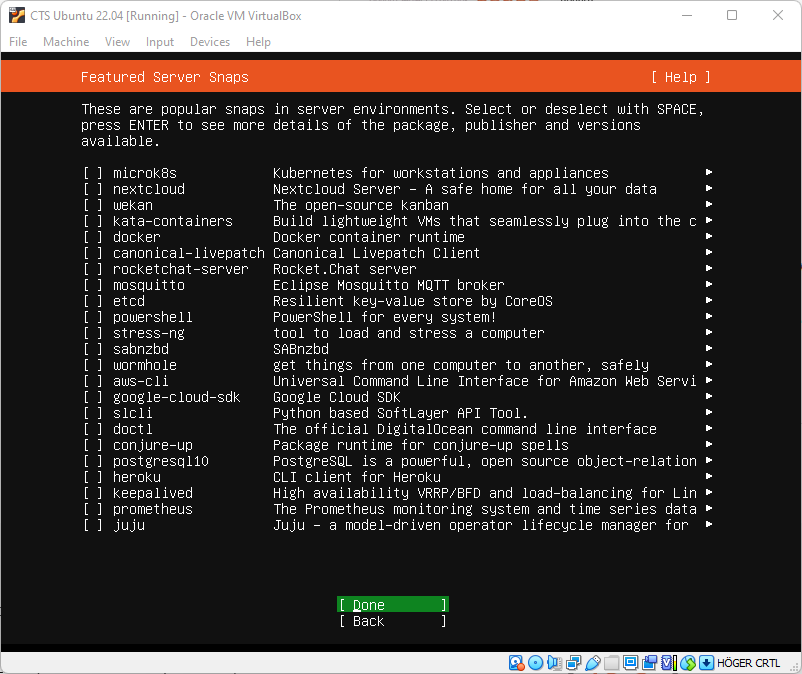 CTS Ubuntu 22.04 [Running] - Oracle VM VirtualBox
File Machine View Input Devices Help
Featured Server Snaps [ Help ]
These are popular snaps in server environments. Select or deselect with SPACE,
press ENTER to see more details of the package, publisher and versions
available.
[ ] microk8s Kubernetes for workstations and appliances ▸
[ ] nextcloud Nextcloud Server - A safe home for all your data ▸
[ ] wekan The open-source kanban ▸
[ ] kata-containers Build lightweight VMs that seamlessly plug into the c ▸
[ ] docker Docker container runtime ▸
[ ] canonical-livepatch Canonical Livepatch Client ▸
[ ] rocketchat-server Rocket.Chat server ▸
[ ] mosquitto Eclipse Mosquitto MQTT broker ▸
[ ] etcd Resilient key-value store by CoreOS ▸
[ ] powershell PowerShell for every system! ▸
[ ] stress-ng tool to load and stress a computer ▸
[ ] sabnzbd SABnzbd ▸
[ ] wormhole get things from one computer to another, safely ▸
[ ] aws-cli Universal Command Line Interface for Amazon Web Servi ▸
[ ] google-cloud-sdk Google Cloud SDK ▸
[ ] slcli Python based SoftLayer API Tool. ▸
[ ] doctl The official DigitalOcean command line interface ▸
[ ] conjure-up Package runtime for conjure-up spells ▸
[ ] postgresql10 PostgreSQL is a powerful, open source object-relation ▸
[ ] heroku CLI client for Heroku ▸
[ ] keepalived High availability VRRP/BFD and load-balancing for Lin ▸
[ ] prometheus The Prometheus monitoring system and time series data ▸
[ ] juju Juju - a model-driven operator lifecycle manager for ▸
[ Done ]
[ Back ]
HÖGER CRTL